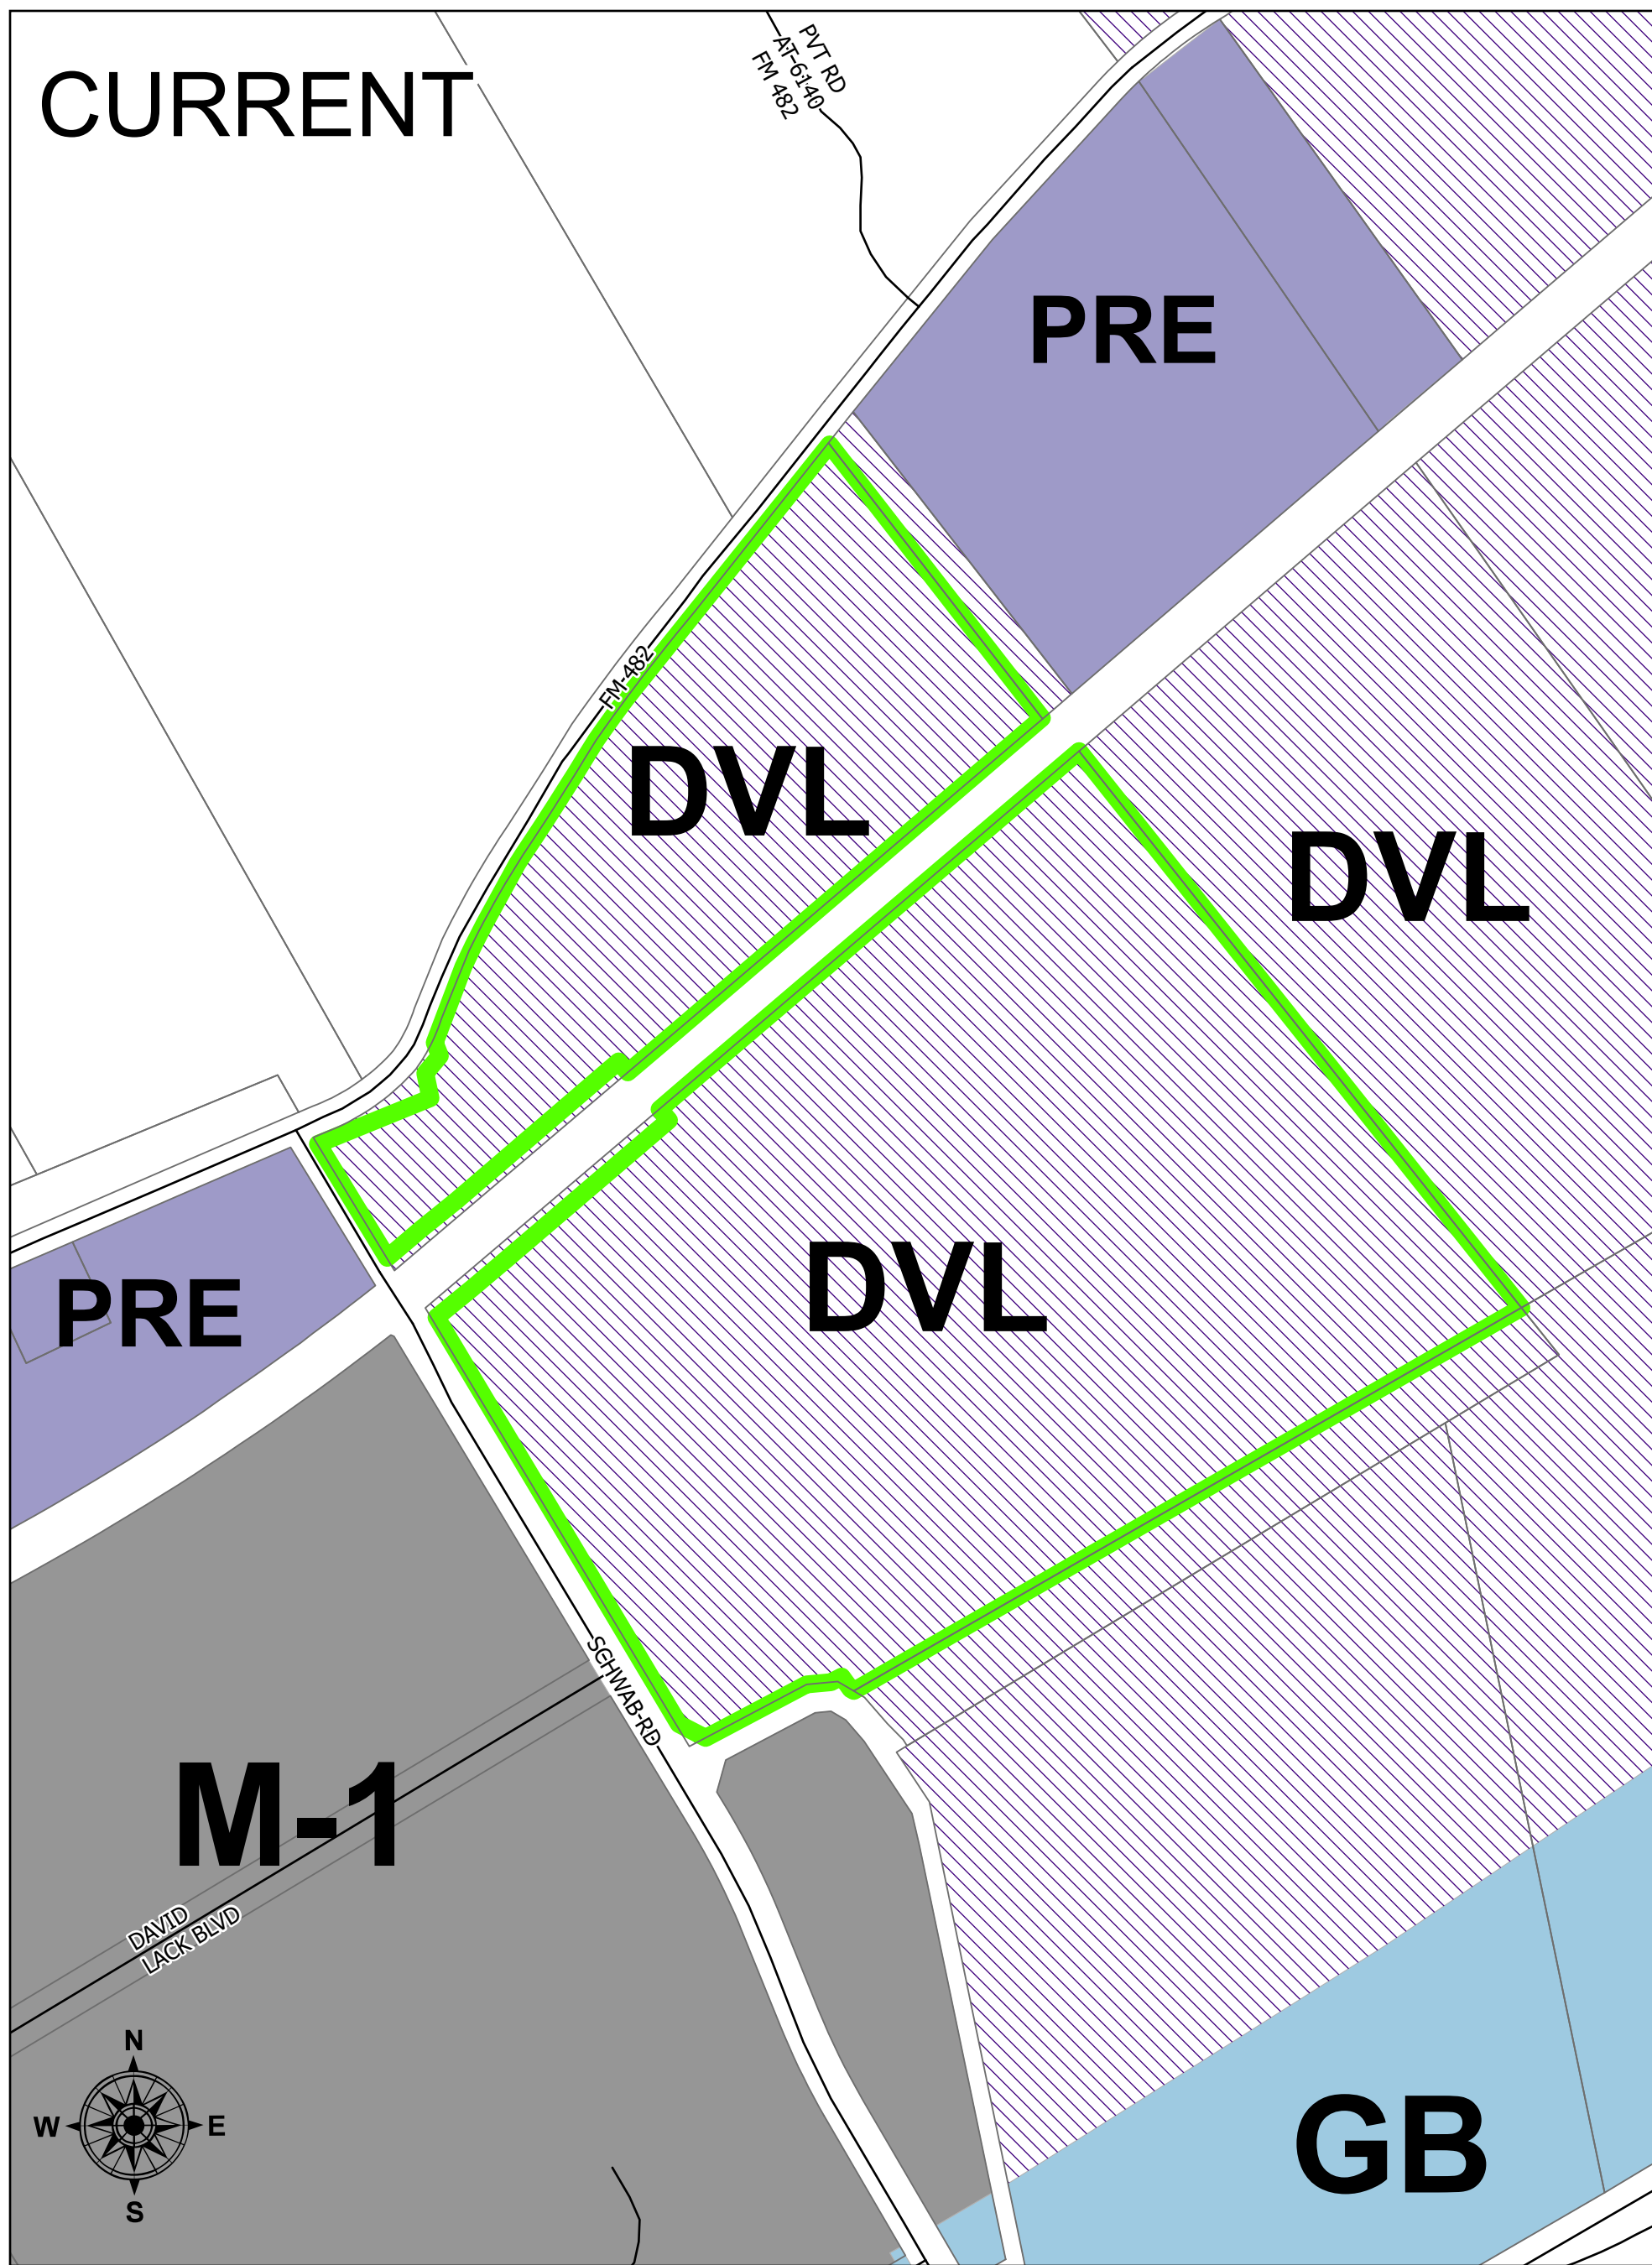 CURRENT
PVT RD
AT-6140
FM 482
PRE
FM-482
DVL
DVL
PRE
DVL
SCHWAB-RD
M-1
DAVID
LACK BLVD
N
W
E
S
GB